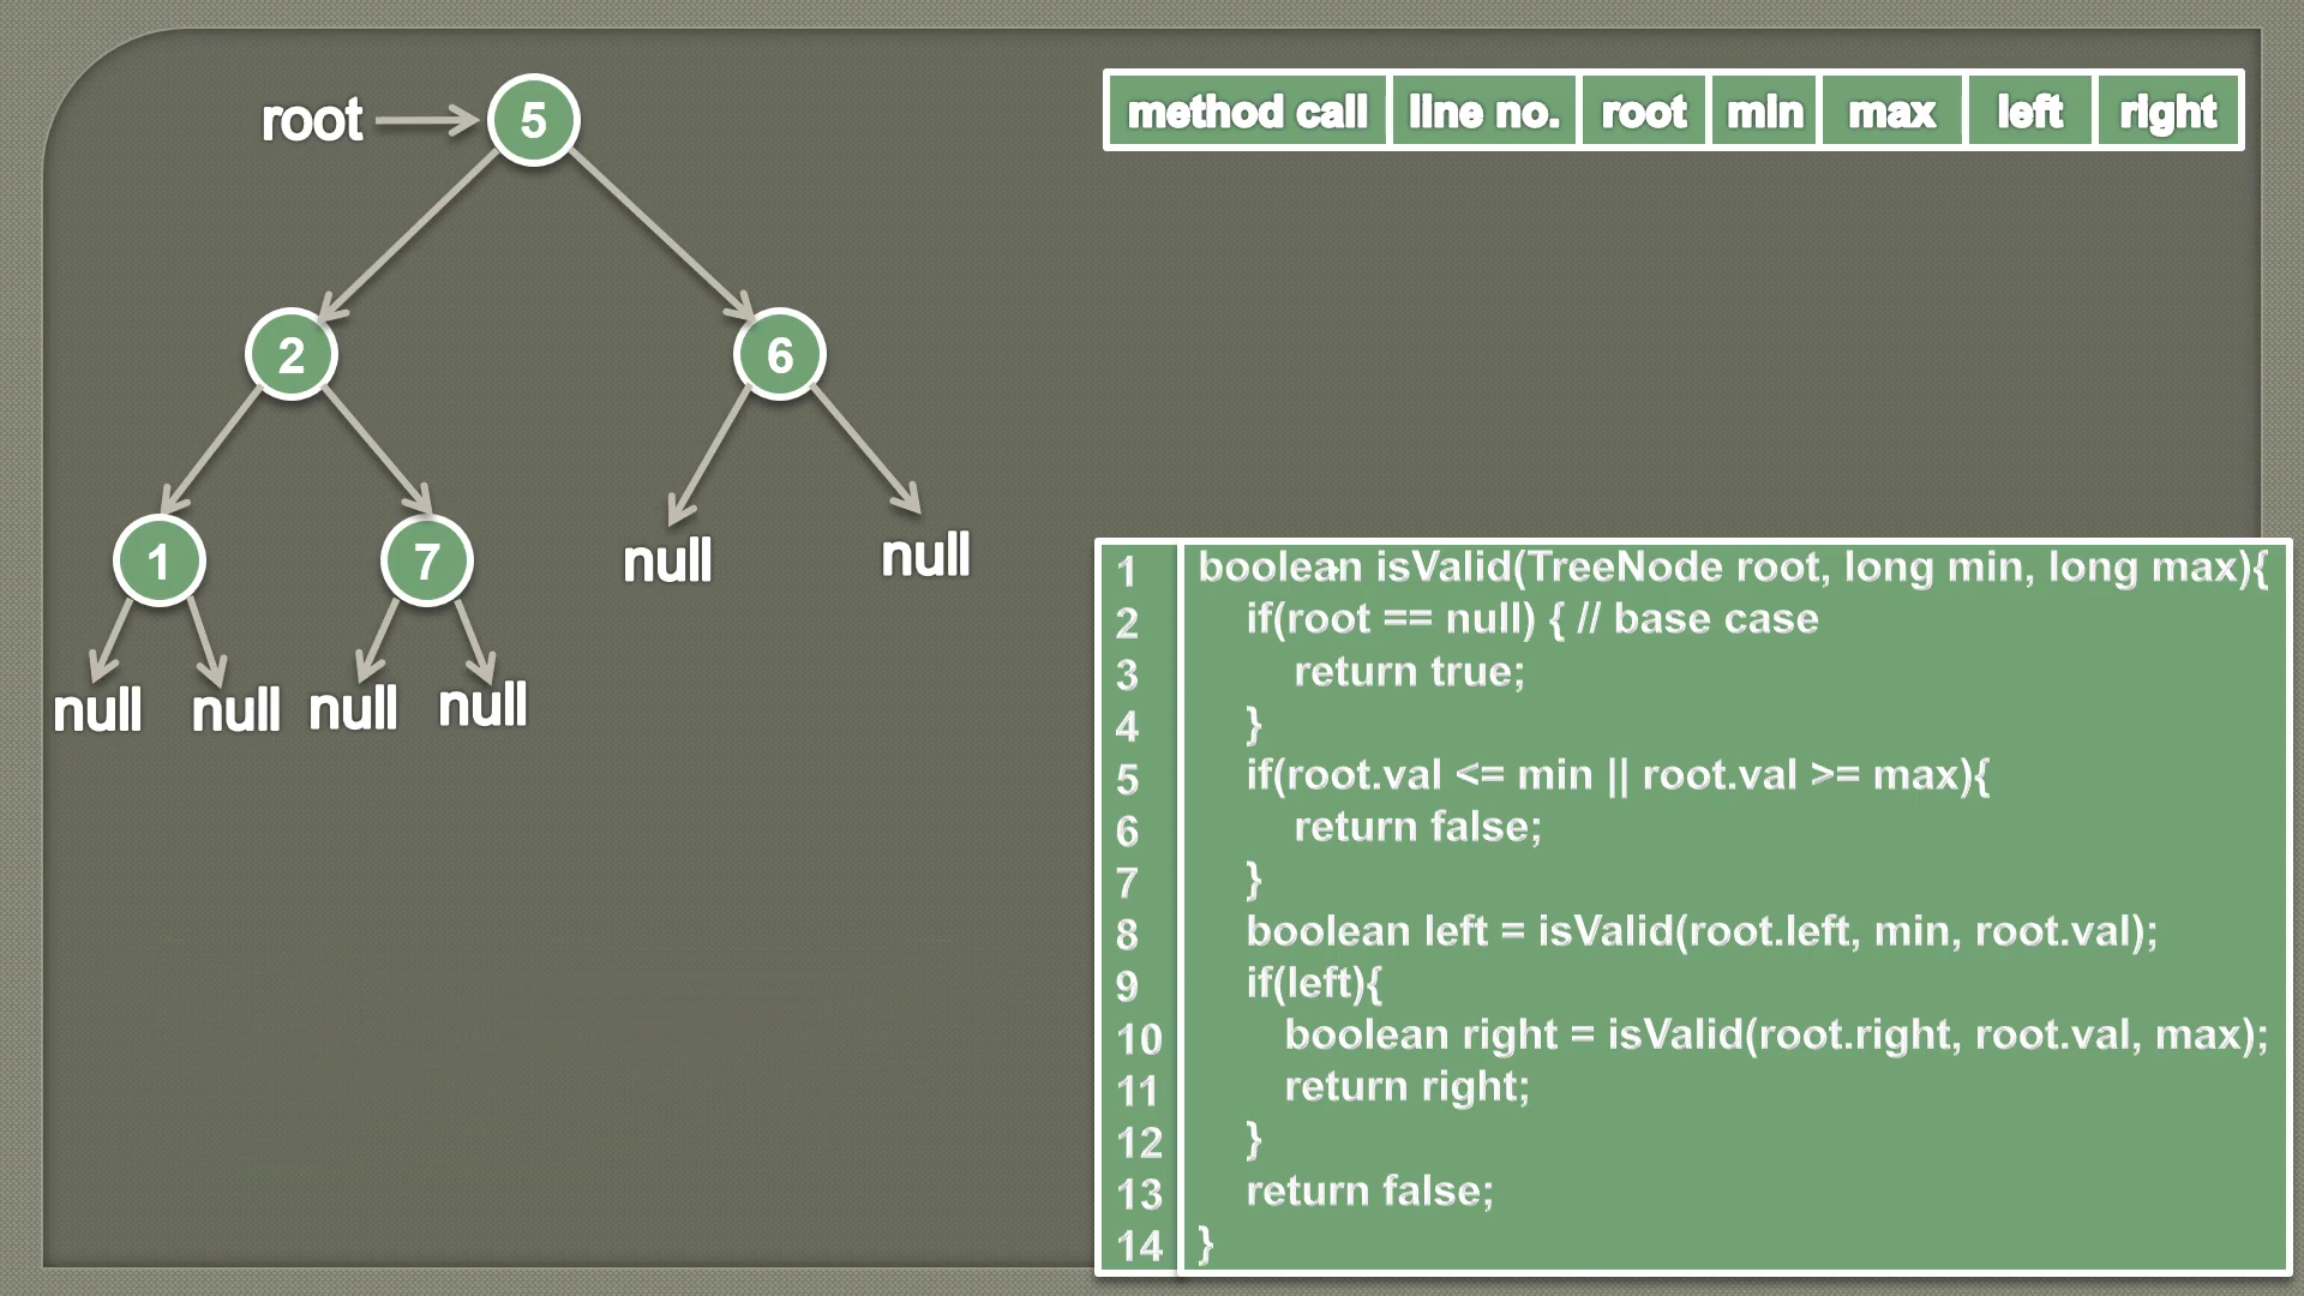 root 5
method call line no. root min max left right
2 6
1 7 null null
null null null null
1 boolean isValid(TreeNode root, long min, long max){
2 if(root == null) { // base case
3 return true;
4 }
5 if(root.val <= min || root.val >= max){
6 return false;
7 }
8 boolean left = isValid(root.left, min, root.val);
9 if(left){
10 boolean right = isValid(root.right, root.val, max);
11 return right;
12 }
13 return false;
14 }